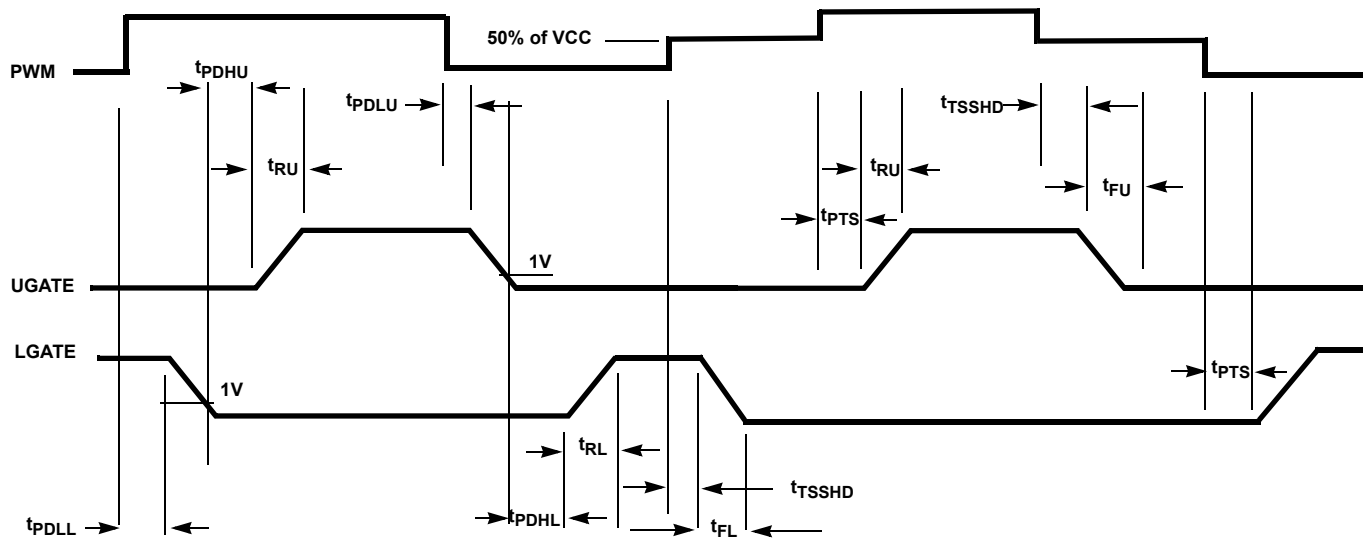 50% of VCC
PWM
tPDHU
tPDLU
tTSSHD
tRU
tRU
tFU
tPTS
1V
UGATE
LGATE
tPTS
1V
tRL
tTSSHD
tPDLL
tPDHL
tFL